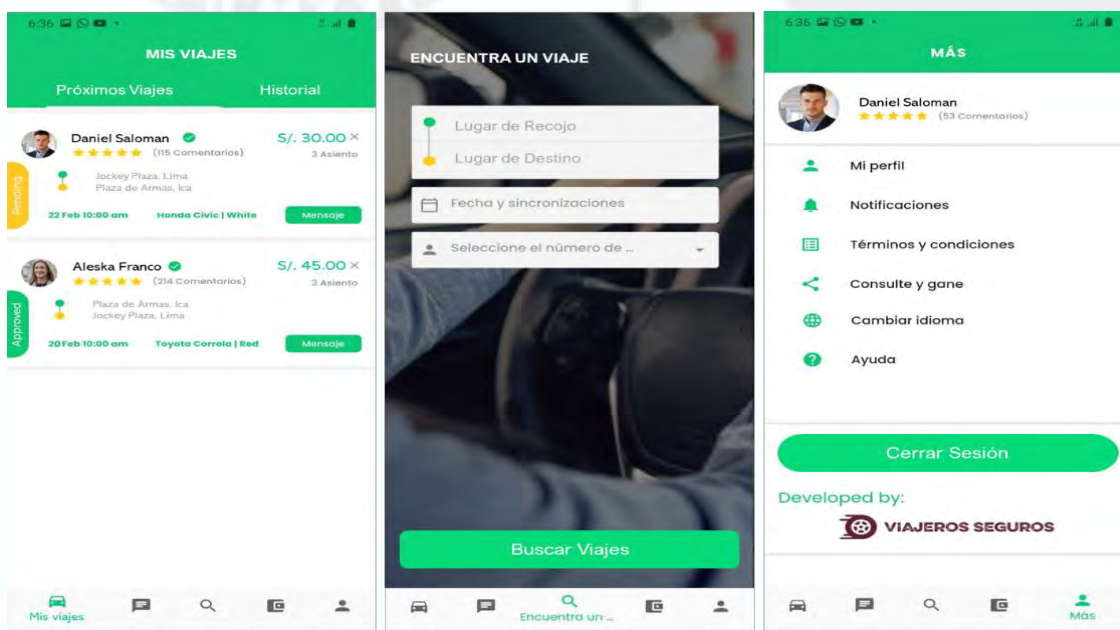 6:36
MIS VIAJES
Próximos Viajes
Historial
Daniel Saloman
S/. 30.00 ×
(115 Comentarios)
3 Asiento
Jockey Plaza. Lima
Plaza de Armas, Ica
Pending
22 Feb 10:00 am
Honda Civic | White
Mensaje
Aleska Franco
S/. 45.00 ×
(214 Comentarios)
3 Asiento
Plaza de Armas, Ica
Jockey Plaza, Lima
Approved
20 Feb 10:00 am
Toyota Corrola | Red
Mensaje
Mis viajes
ENCUENTRA UN VIAJE
Lugar de Recojo
Lugar de Destino
Fecha y sincronizaciones
Seleccione el número de ...
Buscar Viajes
Encuentra un ...
6:36
MÁS
Daniel Saloman
(53 Comentarios)
Mi perfil
Notificaciones
Términos y condiciones
Consulte y gane
Cambiar idioma
Ayuda
Cerrar Sesión
Developed by:
VIAJEROS SEGUROS
Más